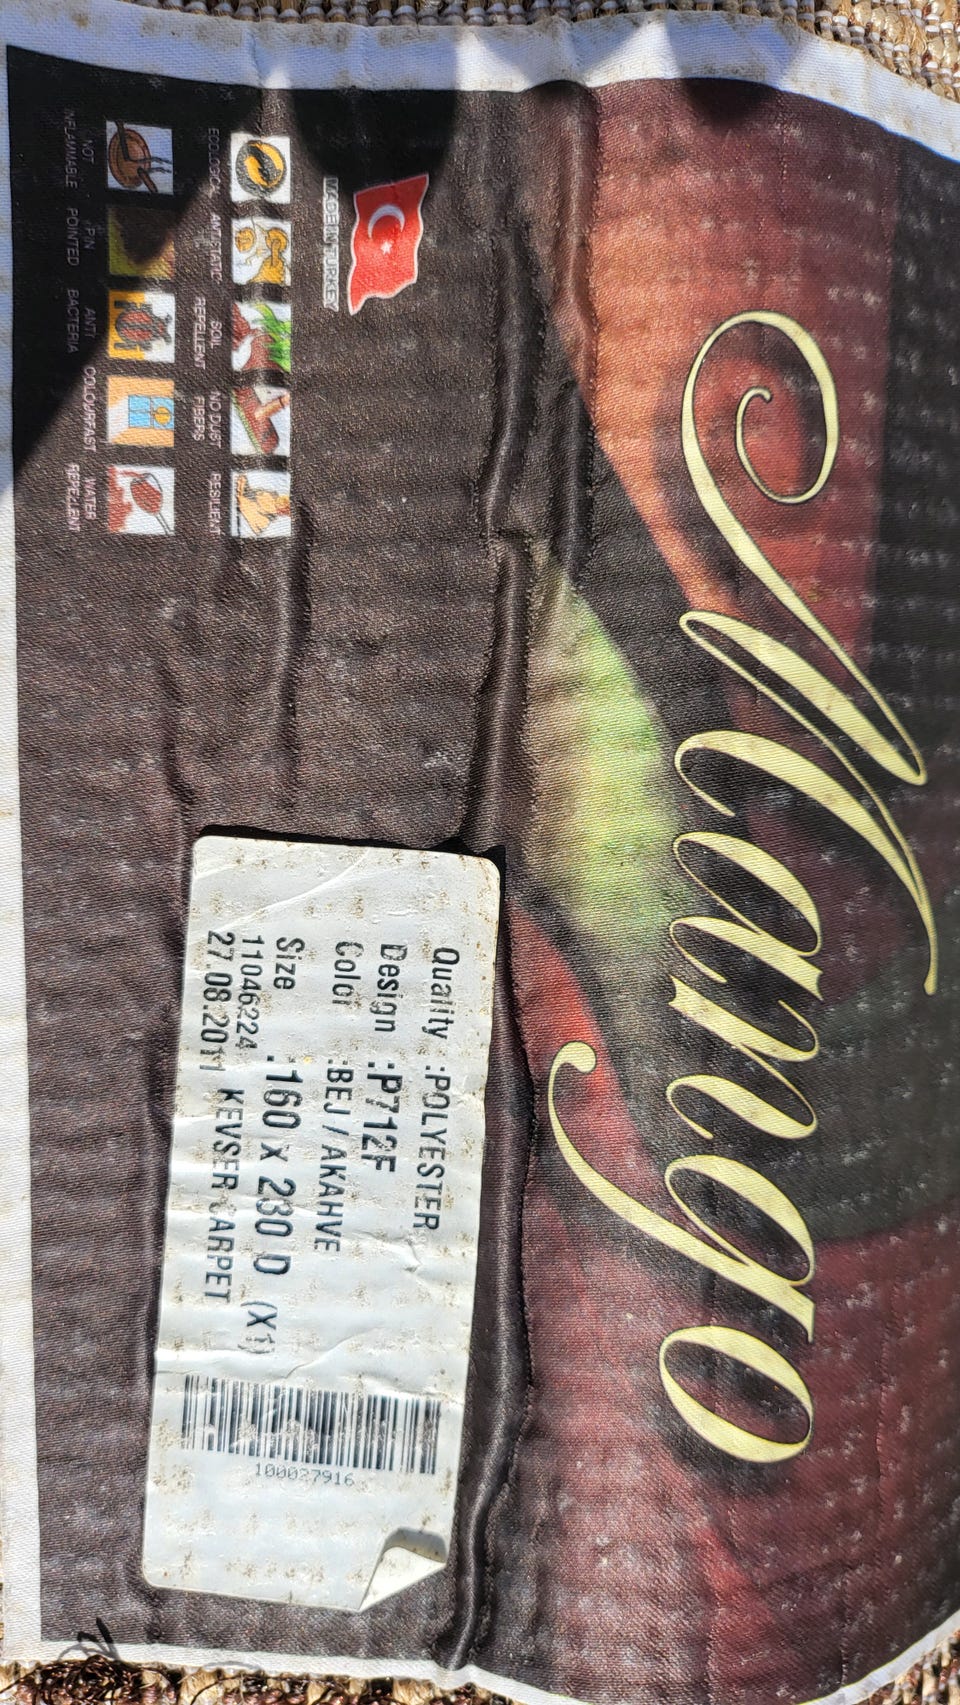 Mango
MADE IN TURKEY
ECOLOGICAL
ANTISTATIC
SOIL REPELLENT
NO DUST FIBERS
RESILIENT
NOT INFLAMMABLE
PIN POINTED
ANTI BACTERIA
COLOURFAST
WATER REPELENT
Quality :POLYESTER
Design :P712F
Color :BEJ / AKAHVE
Size : 160 x 230 D (X1)
11046224
27.08.2011 KEVSER CARPET
100027916